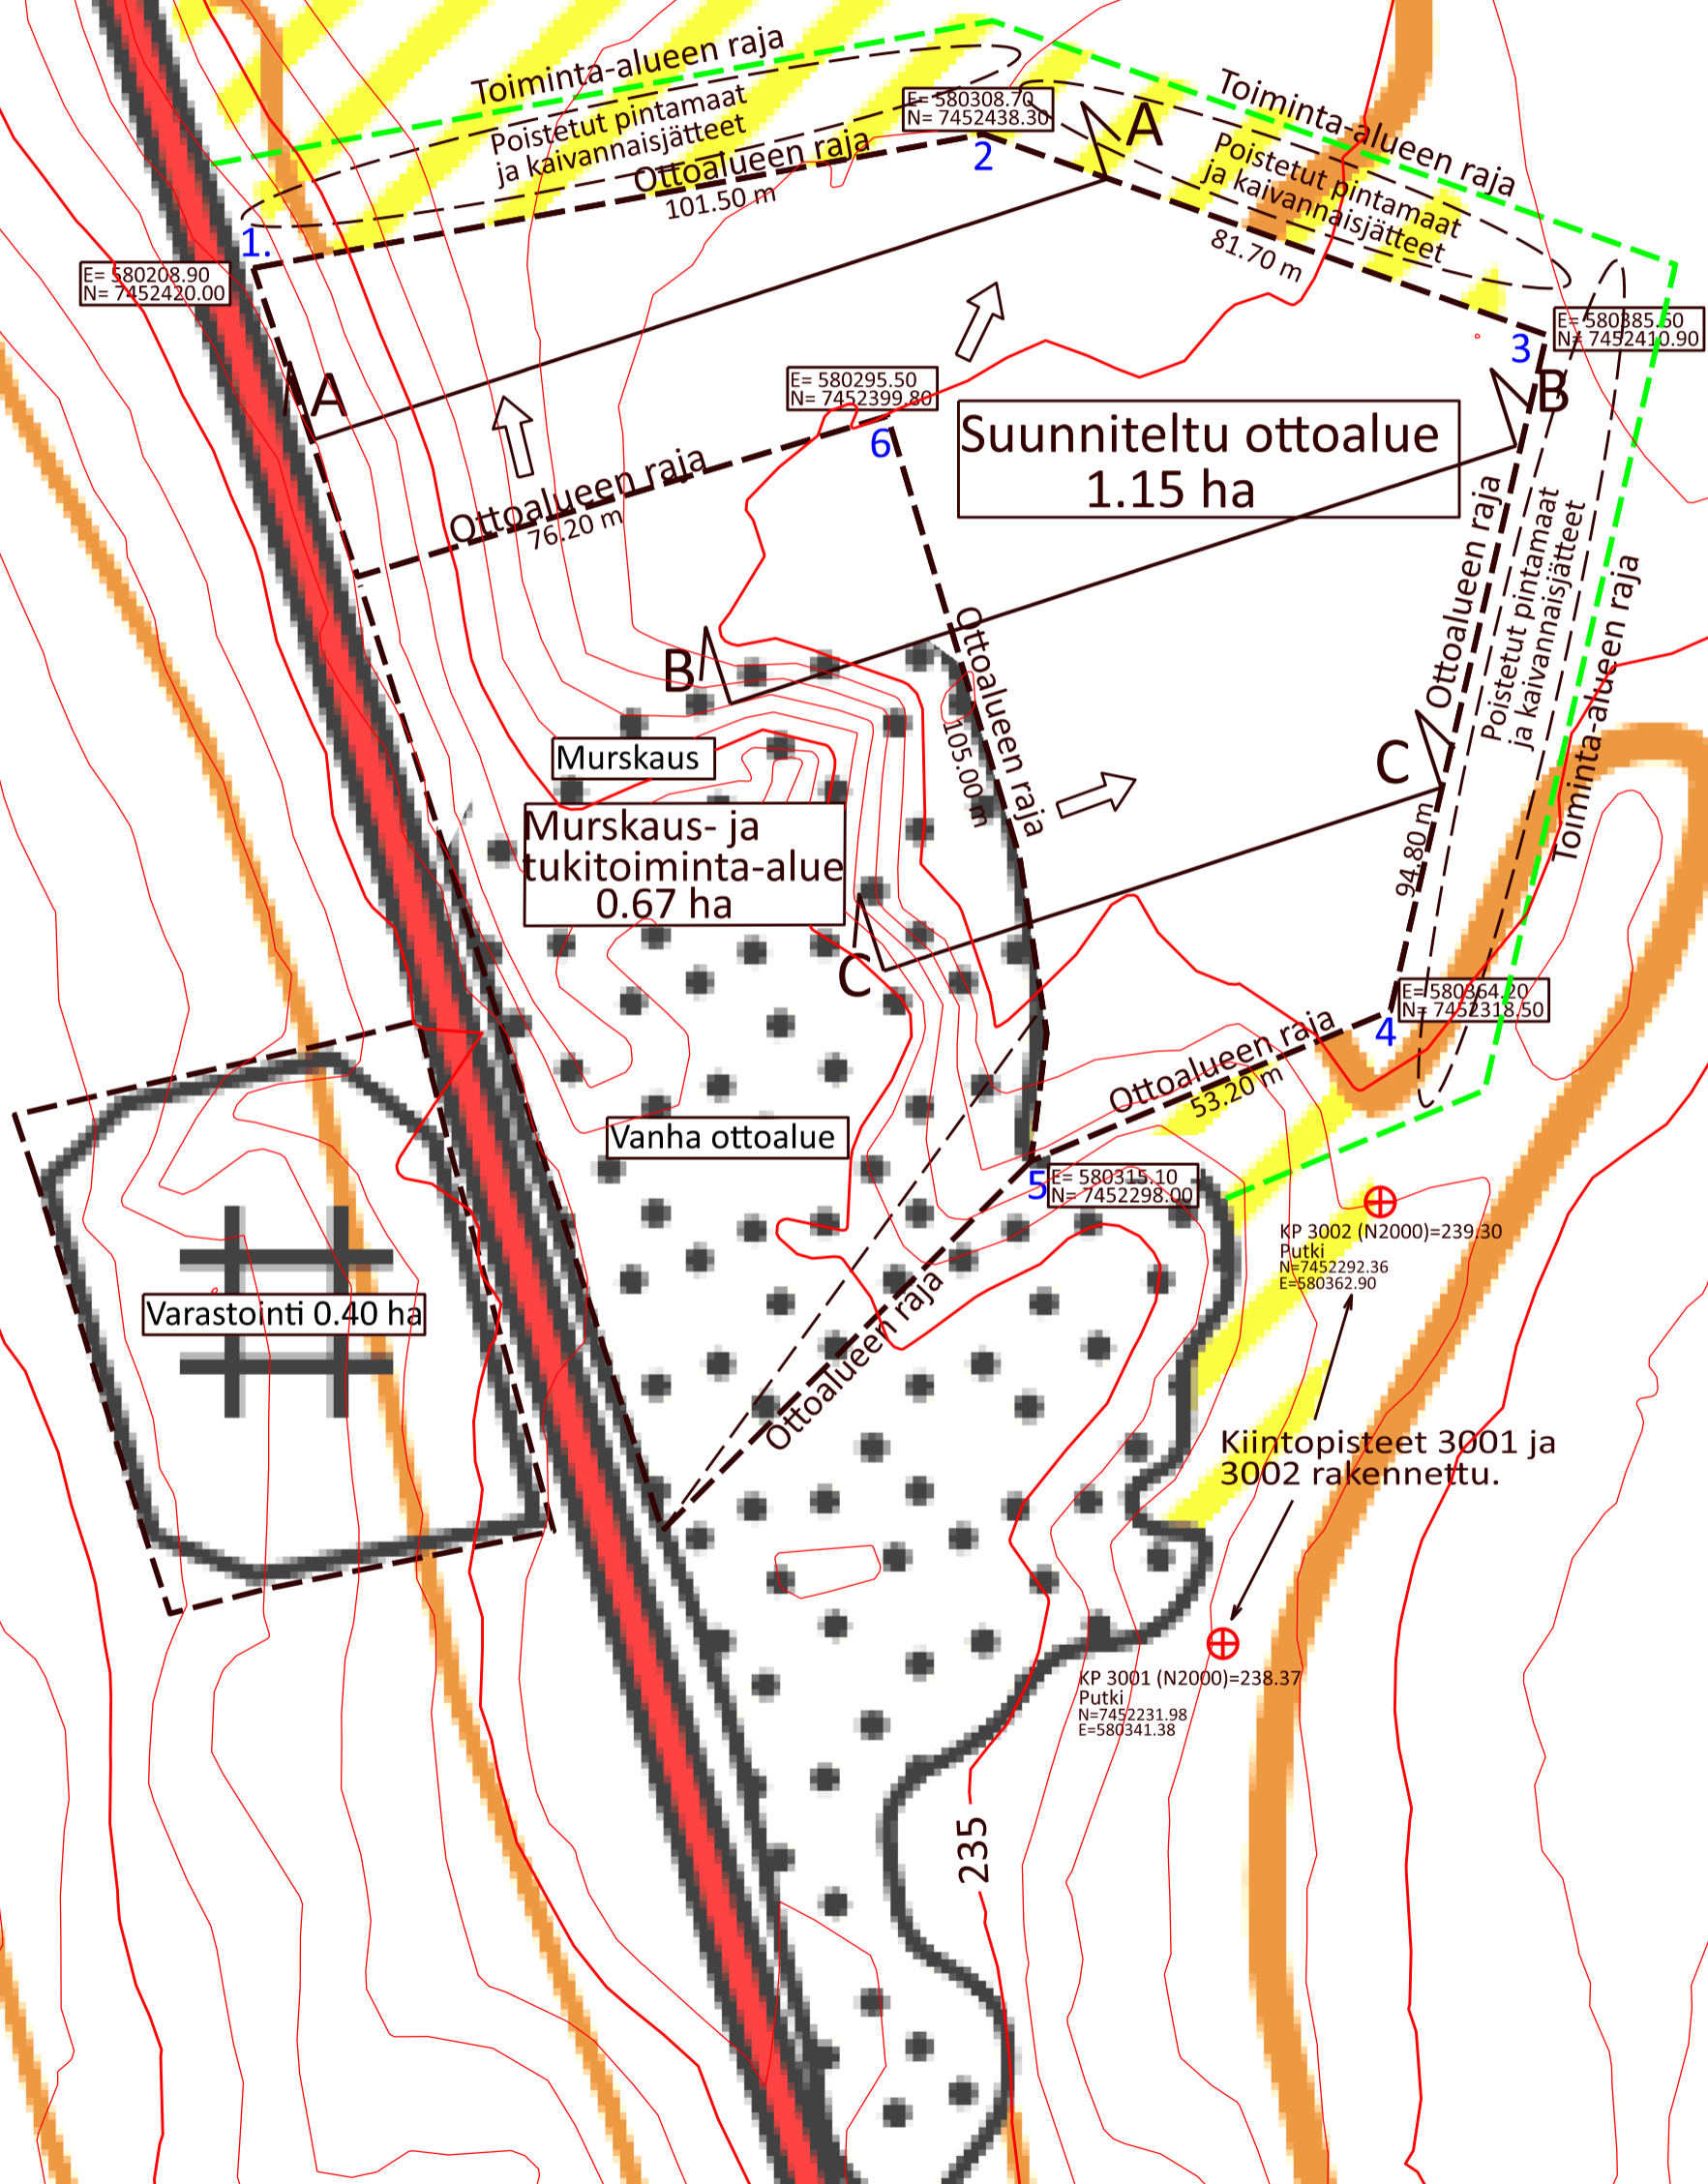 Toiminta-alueen raja
Poistetut pintamaat
ja kaivannaisjätteet
Ottoalueen raja
101.50 m
E= 580308.70
N= 7452438.30
2
A
Toiminta-alueen raja
Poistetut pintamaat
ja kaivannaisjätteet
81.70 m
1.
E= 580208.90
N= 7452420.00
A
3
E= 580385.60
N= 7452410.90
B
E= 580295.50
N= 7452399.80
6
Suunniteltu ottoalue
1.15 ha
Ottoalueen raja
76.20 m
Ottoalueen raja
105.00 m
Ottoalueen raja
94.80 m
Poistetut pintamaat
ja kaivannaisjätteet
Toiminta-alueen raja
B
Murskaus
C
Murskaus- ja
tukitoiminta-alue
0.67 ha
C
E= 580364.20
N= 7452318.50
4
Ottoalueen raja
53.20 m
Vanha ottoalue
5
E= 580315.10
N= 7452298.00
KP 3002 (N2000)=239.30
Putki
N=7452292.36
E=580362.90
Varastointi 0.40 ha
Ottoalueen raja
Kiintopisteet 3001 ja
3002 rakennettu.
KP 3001 (N2000)=238.37
Putki
N=7452231.98
E=580341.38
235